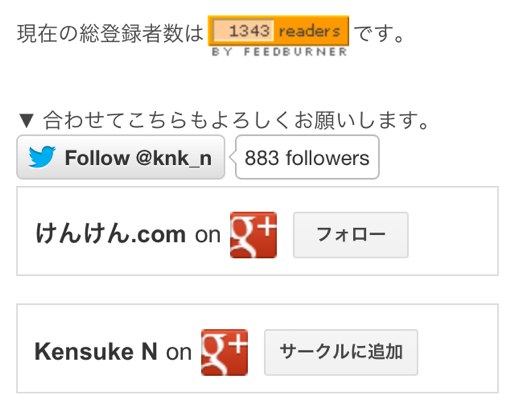 現在の総登録者数は 1343 readers です。
BY FEEDBURNER
▼ 合わせてこちらもよろしくお願いします。
Follow @knk_n 883 followers
けんけん.com on g+ フォロー
Kensuke N on g+ サークルに追加